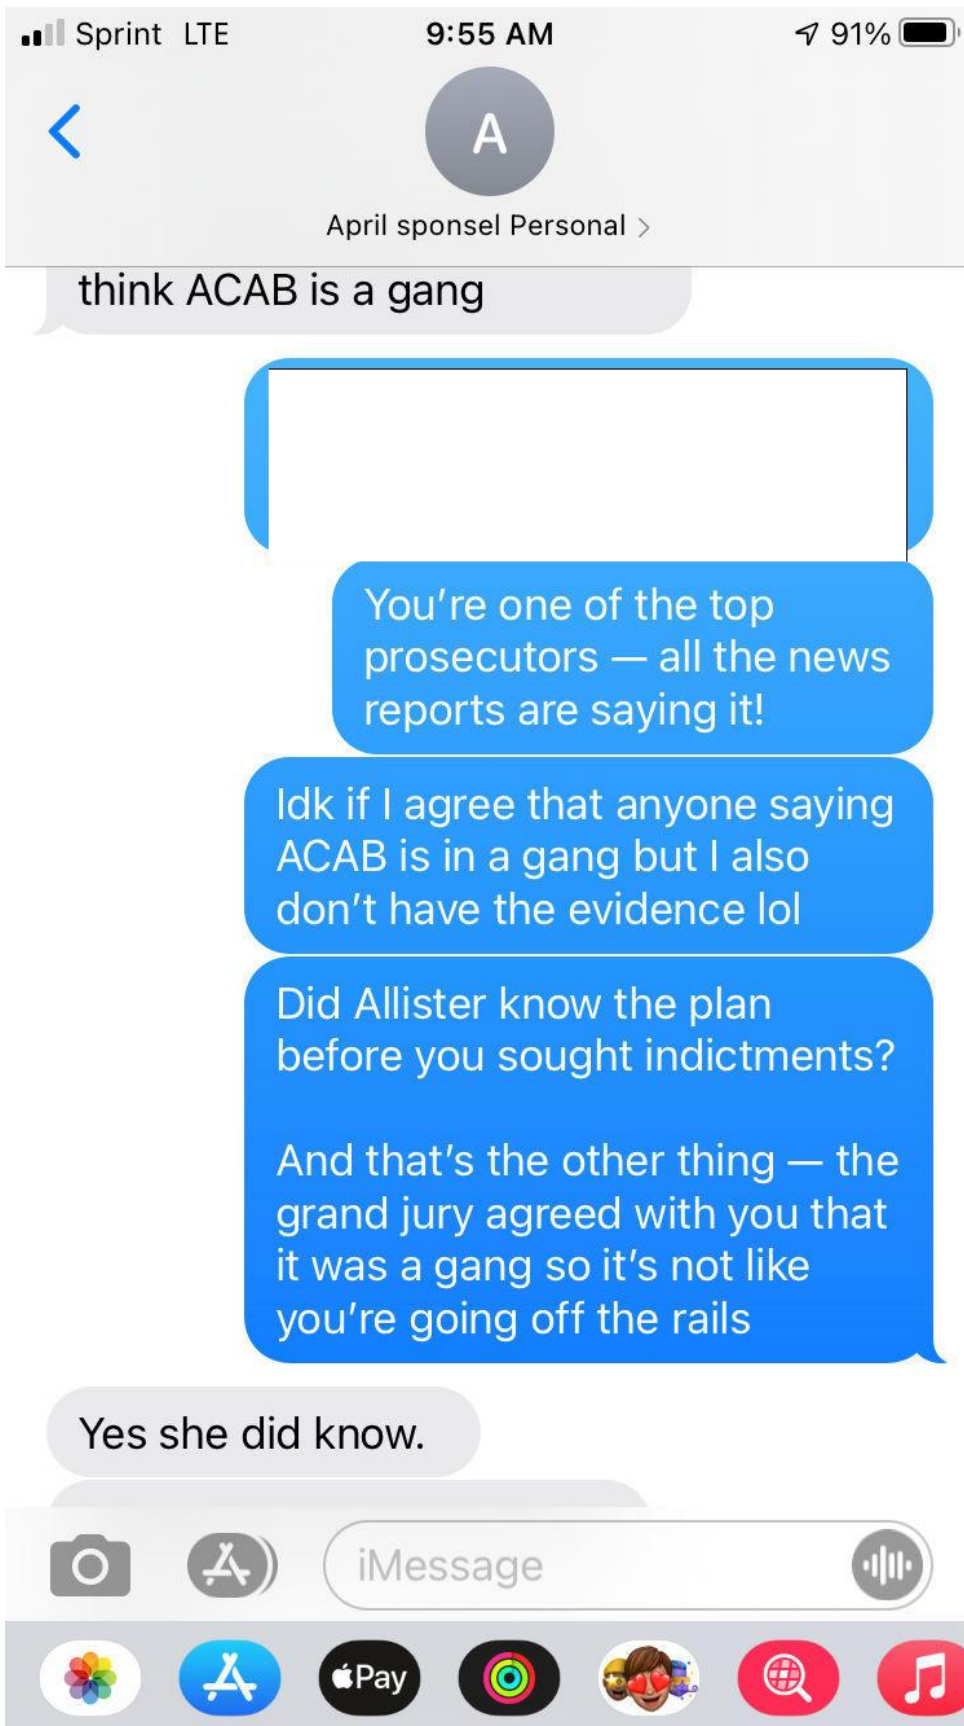 Sprint LTE 9:55 AM 91%
A
April sponsel Personal
think ACAB is a gang
You're one of the top
prosecutors — all the news
reports are saying it!
Idk if I agree that anyone saying
ACAB is in a gang but I also
don't have the evidence lol
Did Allister know the plan
before you sought indictments?
And that's the other thing — the
grand jury agreed with you that
it was a gang so it's not like
you're going off the rails
Yes she did know.
iMessage
Pay